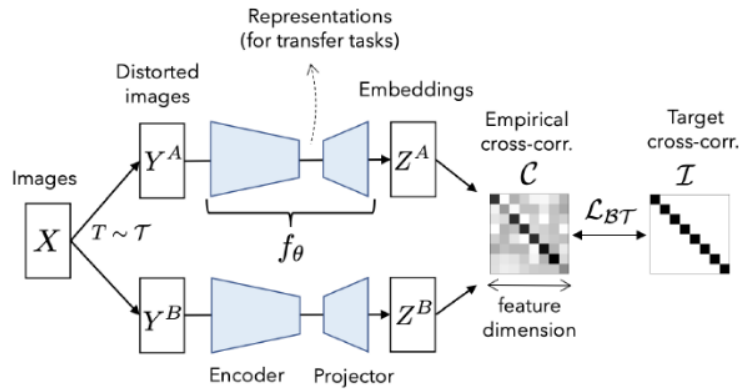 Representations
(for transfer tasks)
Distorted
images
Embeddings
Empirical
cross-corr.
Target
cross-corr.
Images
Y^A
Z^A
C
I
X
T ~ T
f_θ
L_BT
Y^B
Z^B
feature
dimension
Encoder
Projector